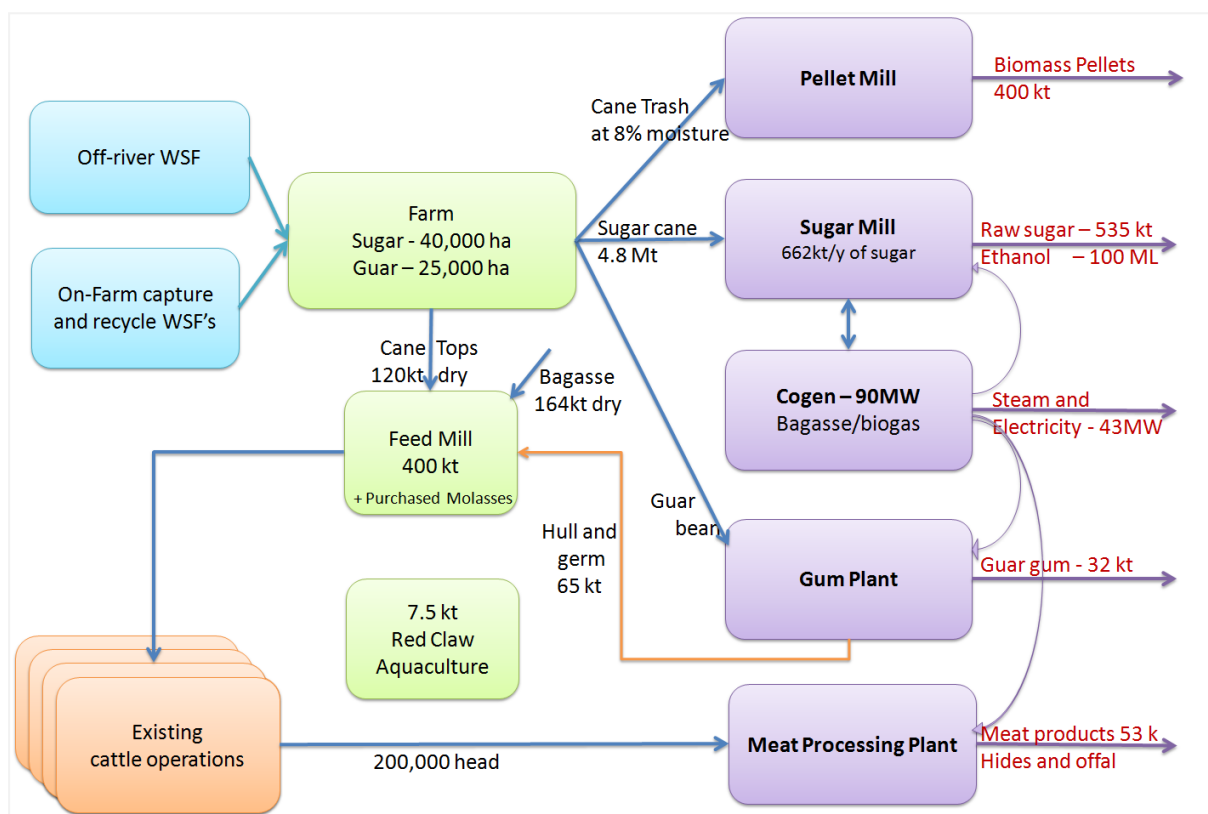 Pellet Mill
Biomass Pellets
400 kt
Cane Trash
at 8% moisture
Off-river WSF
Farm
Sugar - 40,000 ha
Guar – 25,000 ha
Sugar cane
4.8 Mt
Sugar Mill
662kt/y of sugar
Raw sugar – 535 kt
Ethanol – 100 ML
On-Farm capture
and recycle WSF's
Cane Tops
120kt dry
Bagasse
164kt dry
Cogen – 90MW
Bagasse/biogas
Steam and
Electricity - 43MW
Feed Mill
400 kt
+ Purchased Molasses
Guar
bean
Hull and
germ
65 kt
Gum Plant
Guar gum - 32 kt
7.5 kt
Red Claw
Aquaculture
Existing
cattle operations
200,000 head
Meat Processing Plant
Meat products 53 k
Hides and offal